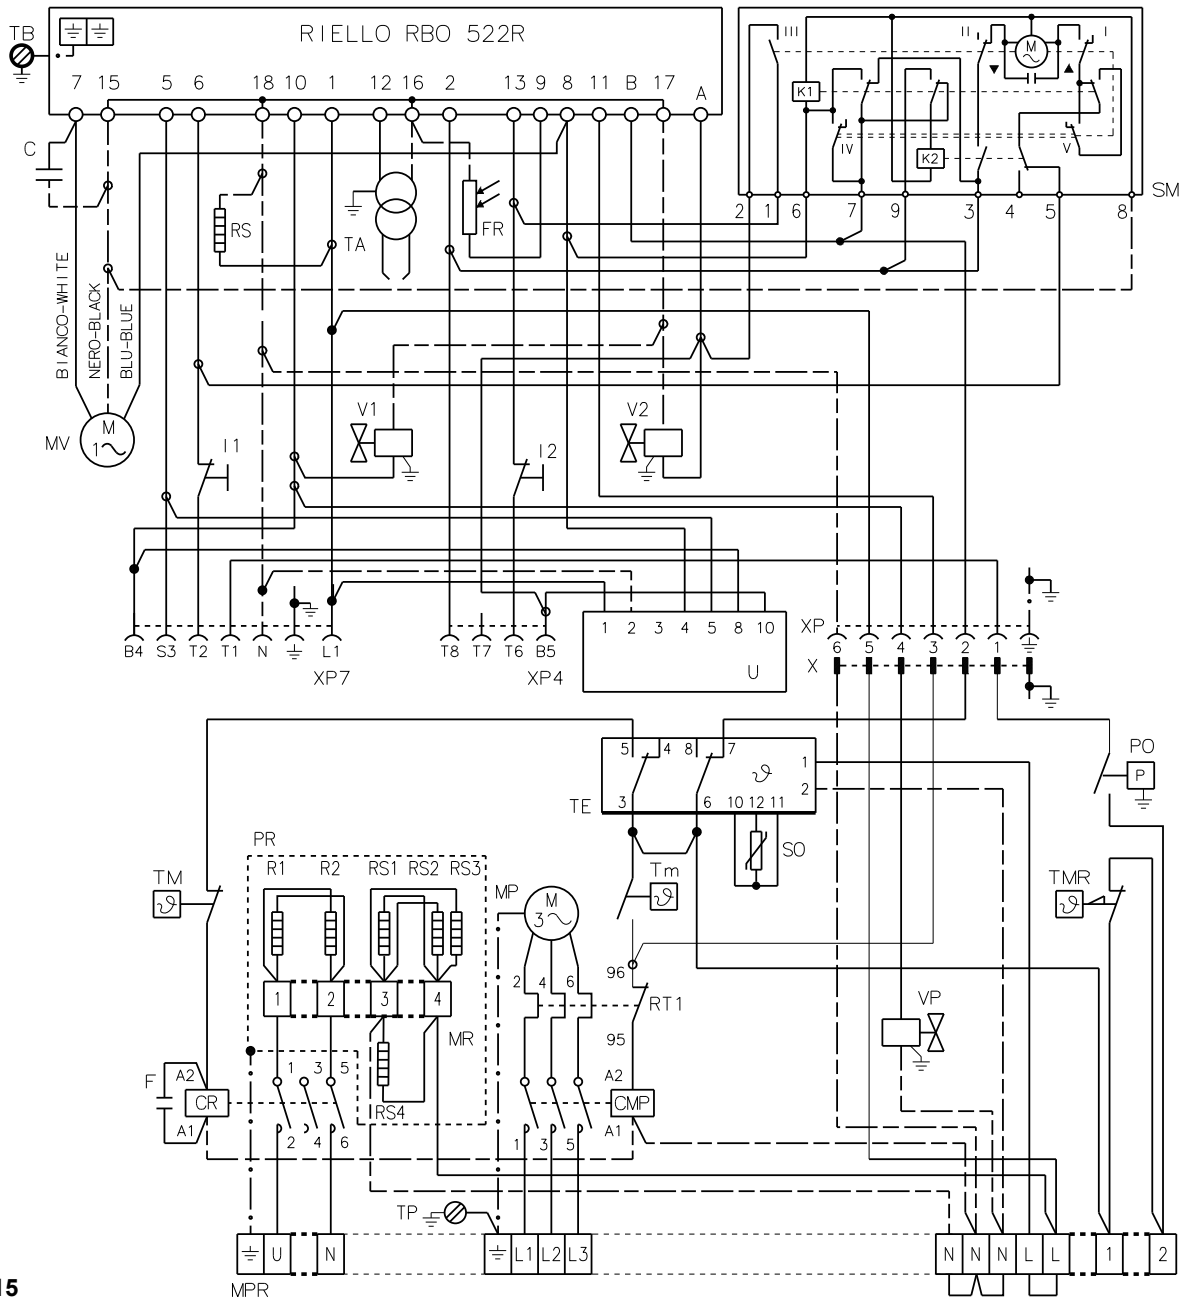 TB
RIELLO RBO 522R
7 15 5 6 18 10 1 12 16 2 13 9 8 11 B 17 A
III II M I
K1
IV K2 V
SM
2 1 6 7 9 3 4 5 8
C
RS
TA
FR
BIANCO-WHITE
NERO-BLACK
BLU-BLUE
M
1
MV
V1
V2
I1
I2
B4 S3 T2 T1 N L1
XP7
T8 T7 T6 B5
XP4
1 2 3 4 5 8 10
U
XP
6 5 4 3 2 1
X
5 4 8 7
ϑ
1
2
3 6 10 12 11
TE
SO
PO
P
PR
R1 R2 RS1 RS2 RS3
TM
ϑ
MP
M
3
Tm
ϑ
TMR
ϑ
1 2 3 4
MR
2 4 6
96
RT1
95
VP
F
A2
CR
A1
1 3 5
2 4 6
RS4
1 3 5
A2
CMP
A1
TP
U N
L1 L2 L3
N N N L L 1 2
MPR
15